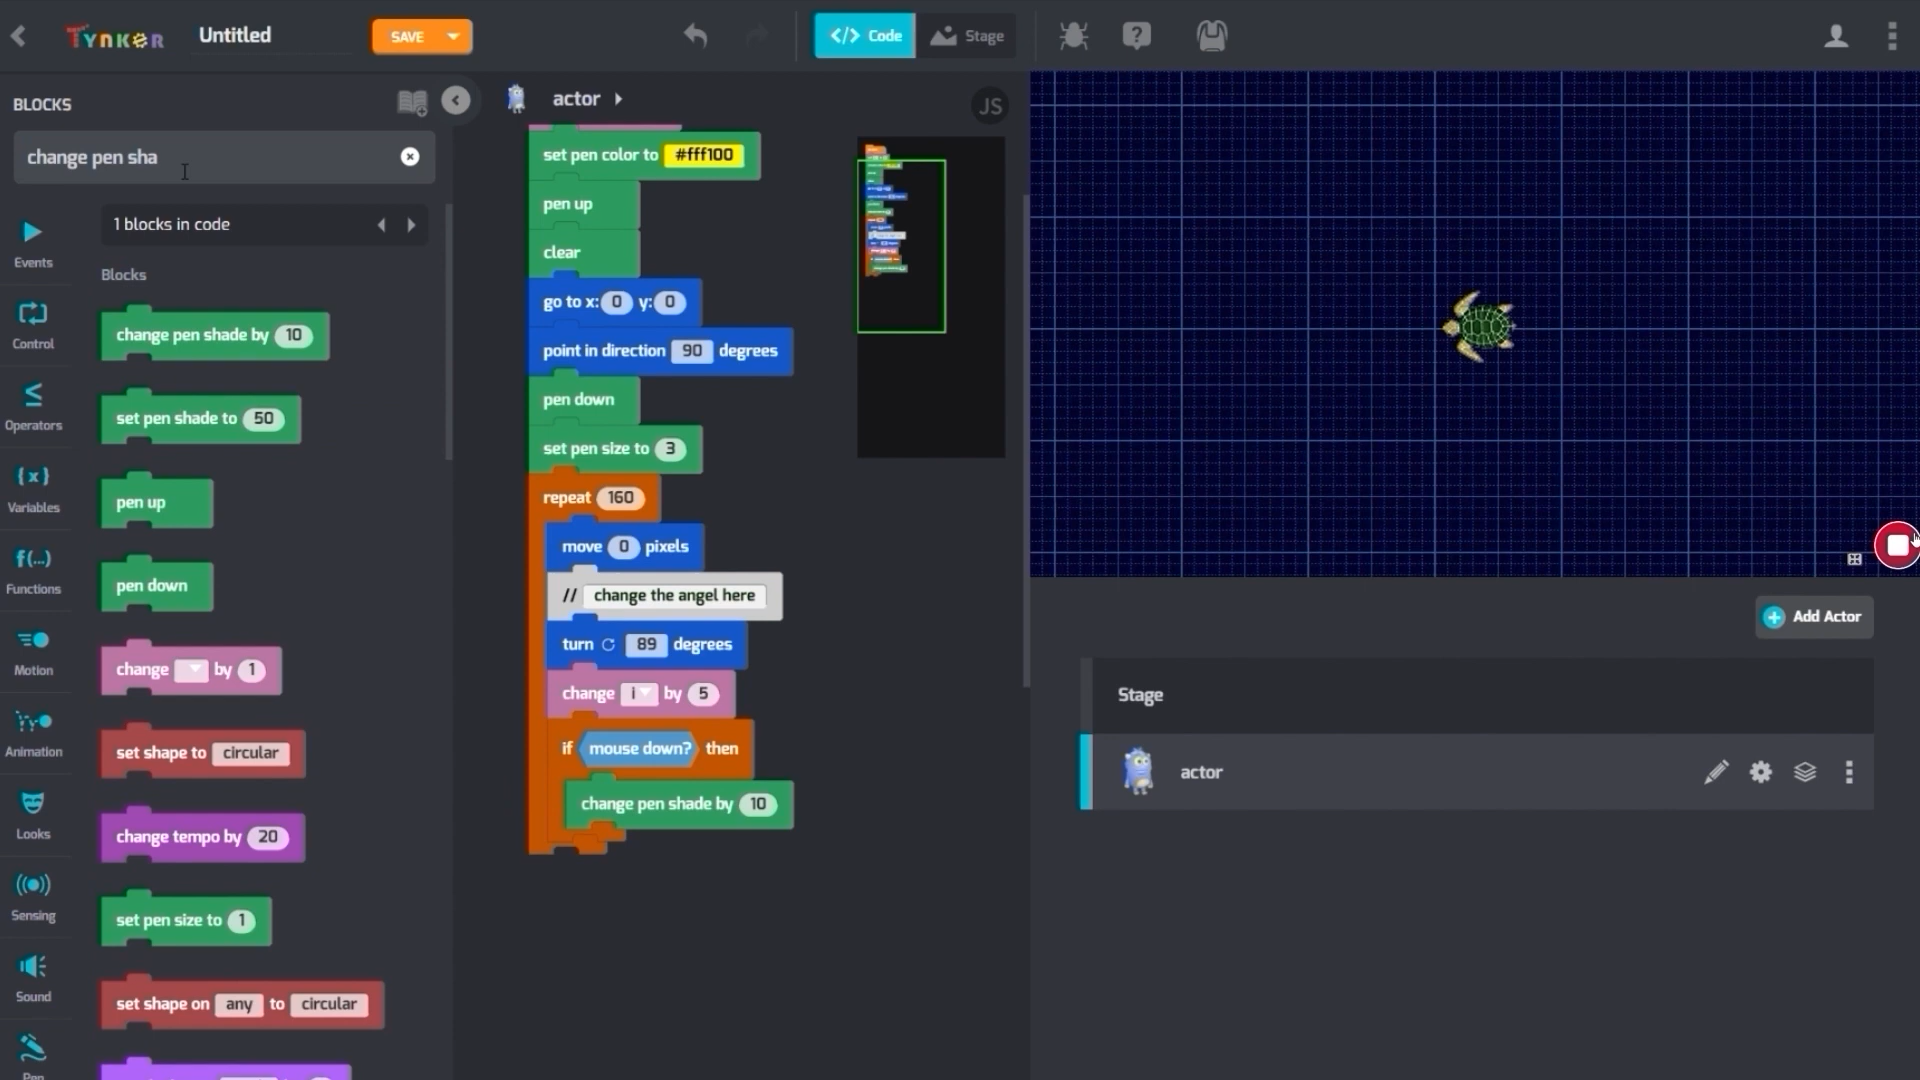 TYNKER
Untitled
SAVE
</> Code
Stage
BLOCKS
change pen sha
1 blocks in code
Blocks
Events
Control
Operators
Variables
Functions
Motion
Animation
Looks
Sensing
Sound
Pen
change pen shade by 10
set pen shade to 50
pen up
pen down
change by 1
set shape to circular
change tempo by 20
set pen size to 1
set shape on any to circular
actor
JS
set pen color to #fff100
pen up
clear
go to x: 0 y: 0
point in direction 90 degrees
pen down
set pen size to 3
repeat 160
move 0 pixels
// change the angel here
turn 89 degrees
change i by 5
if mouse down? then
change pen shade by 10
Add Actor
Stage
actor